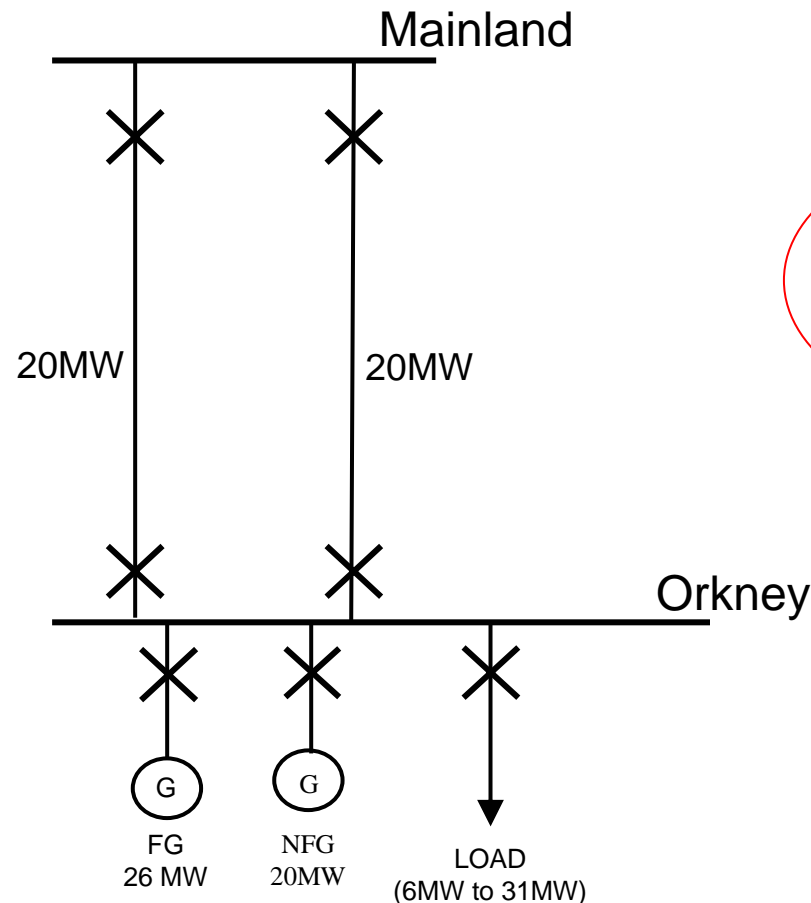 Mainland
20MW
20MW
Orkney
G
G
FG
26 MW
NFG
20MW
LOAD
(6MW to 31MW)